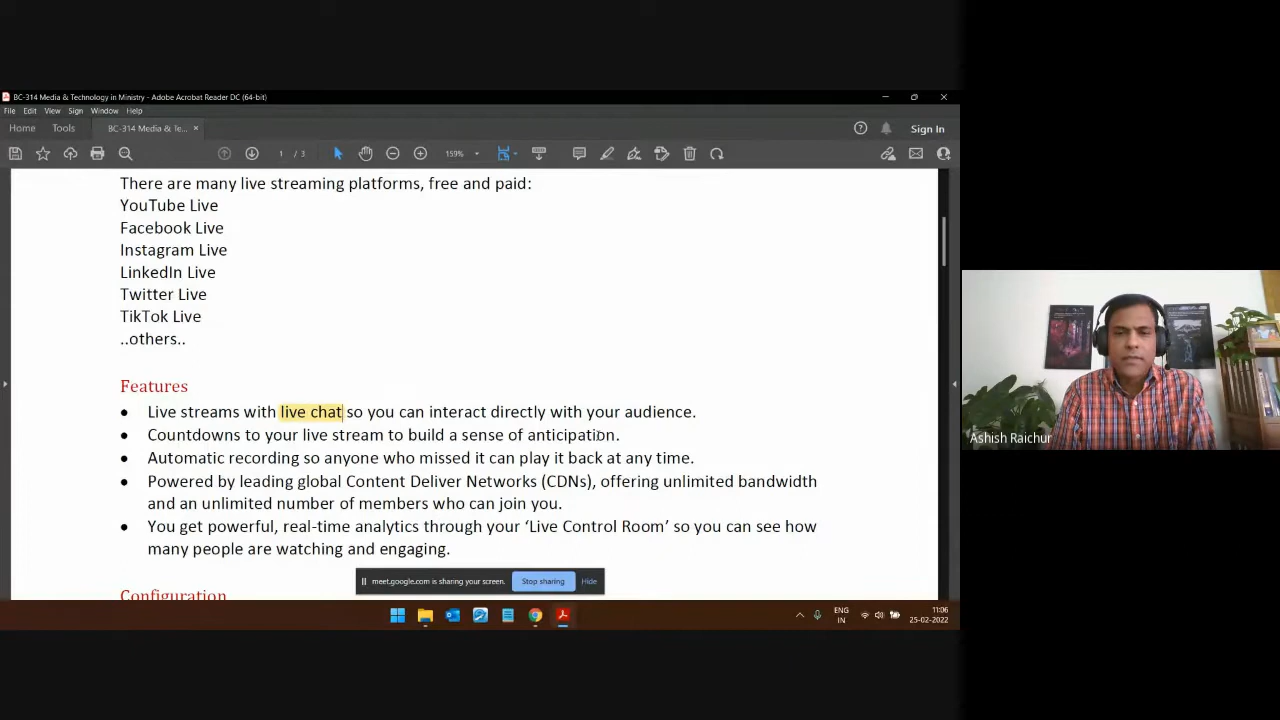 BC-314 Media & Technology in Ministry - Adobe Acrobat Reader DC (64-bit)
File Edit View Sign Window Help
Home Tools BC-314 Media & Te... × Sign In
1 / 3 159%
There are many live streaming platforms, free and paid:
YouTube Live
Facebook Live
Instagram Live
LinkedIn Live
Twitter Live
TikTok Live
..others..
Features
● Live streams with live chat so you can interact directly with your audience.
● Countdowns to your live stream to build a sense of anticipation.
● Automatic recording so anyone who missed it can play it back at any time.
● Powered by leading global Content Deliver Networks (CDNs), offering unlimited bandwidth
and an unlimited number of members who can join you.
● You get powerful, real-time analytics through your ‘Live Control Room’ so you can see how
many people are watching and engaging.
Configuration
meet.google.com is sharing your screen. Stop sharing Hide
ENG
IN
11:06
25-02-2022
Ashish Raichur